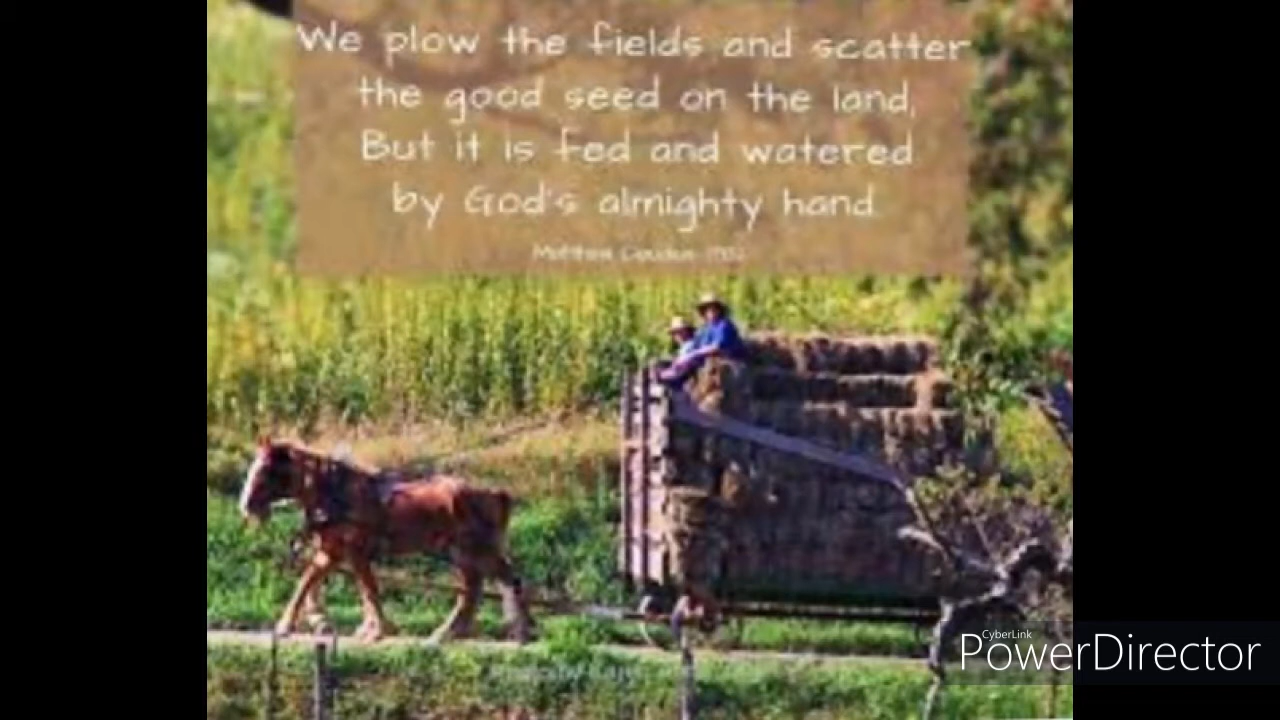 We plow the fields and scatter
the good seed on the land,
But it is fed and watered
by God's almighty hand.
CyberLink
PowerDirector